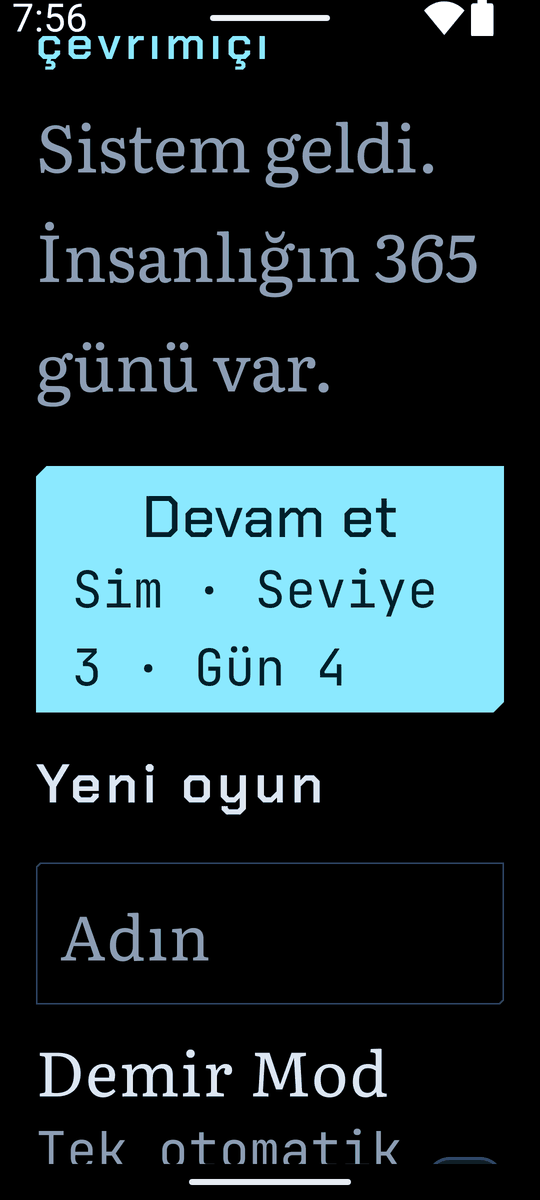 7:56
çevrimiçi
Sistem geldi.
İnsanlığın 365
günü var.
Devam et
Sim · Seviye
3 · Gün 4
Yeni oyun
Adın
Demir Mod
Tek otomatik